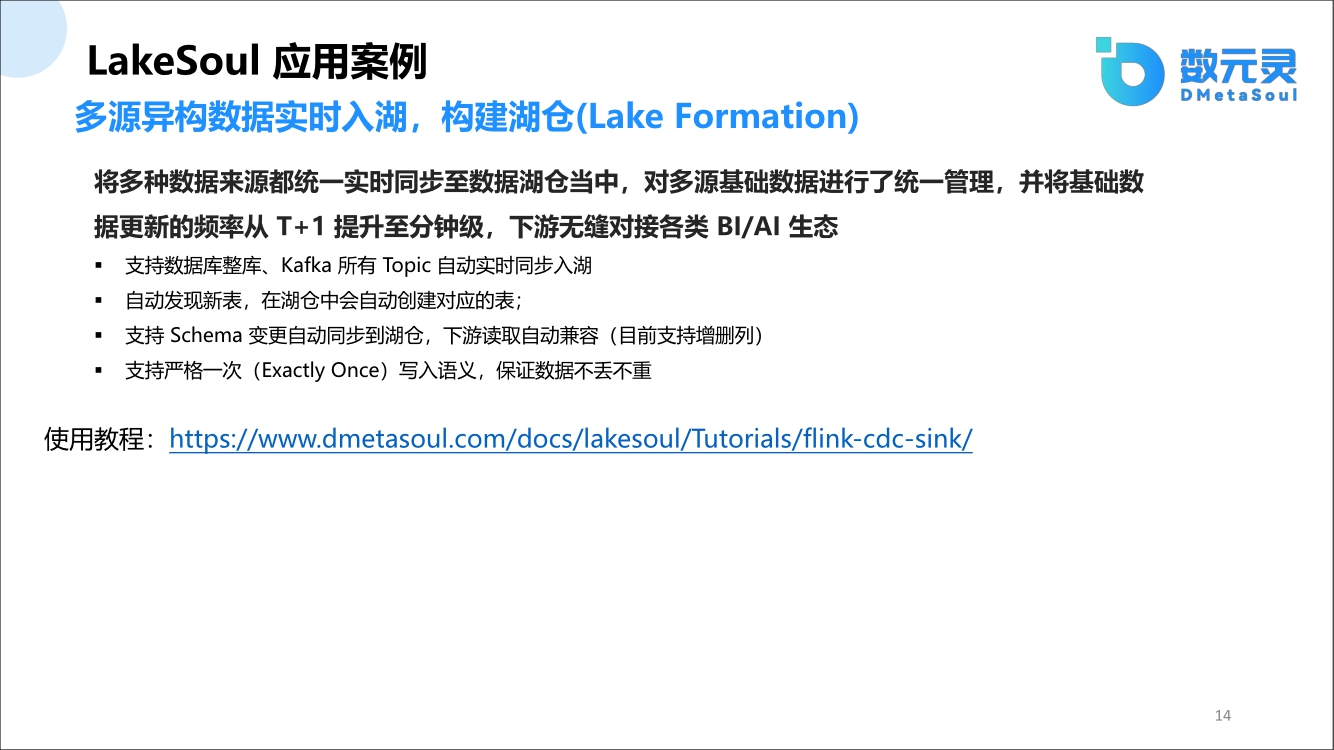 LakeSoul 应用案例
数元灵
DMetaSoul
多源异构数据实时入湖，构建湖仓(Lake Formation)
将多种数据来源都统一实时同步至数据湖仓当中，对多源基础数据进行了统一管理，并将基础数
据更新的频率从 T+1 提升至分钟级，下游无缝对接各类 BI/AI 生态
▪ 支持数据库整库、Kafka 所有 Topic 自动实时同步入湖
▪ 自动发现新表，在湖仓中会自动创建对应的表；
▪ 支持 Schema 变更自动同步到湖仓，下游读取自动兼容（目前支持增删列）
▪ 支持严格一次（Exactly Once）写入语义，保证数据不丢不重
使用教程：https://www.dmetasoul.com/docs/lakesoul/Tutorials/flink-cdc-sink/
14